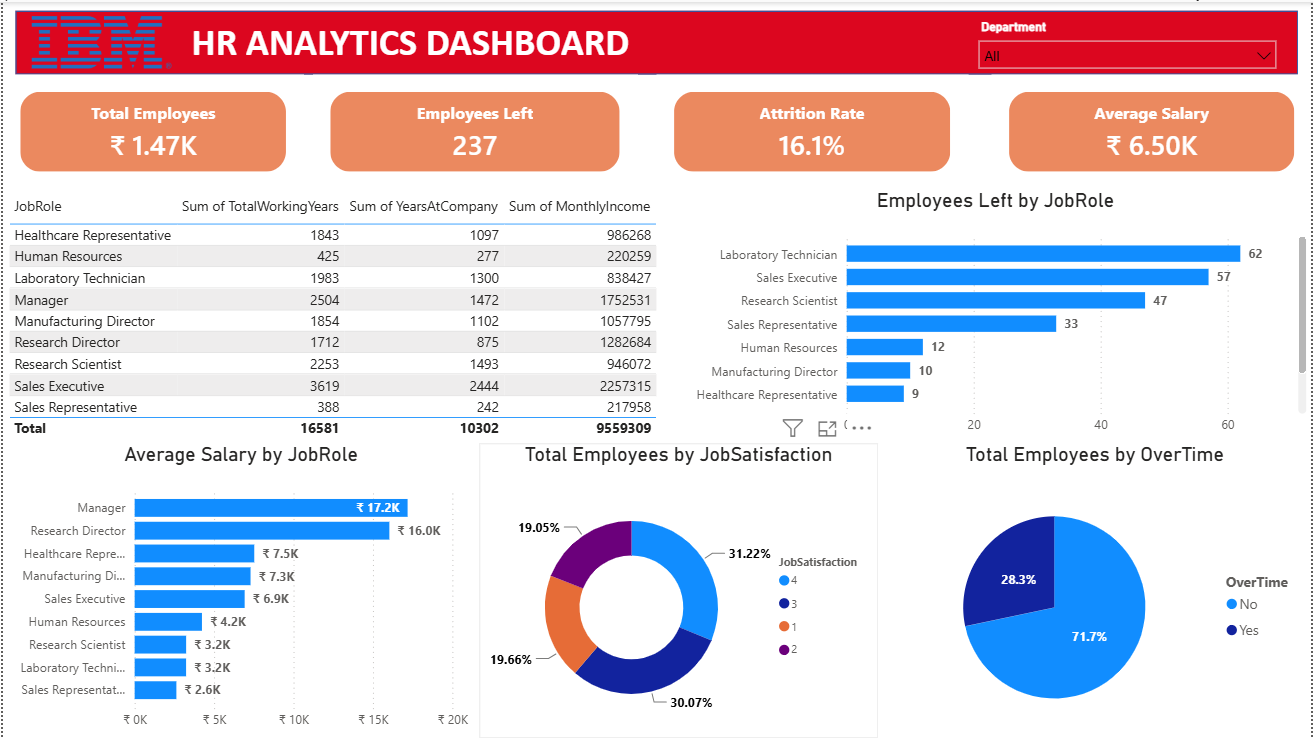 IBM
HR ANALYTICS DASHBOARD
Department
All
Total Employees
₹ 1.47K
Employees Left
237
Attrition Rate
16.1%
Average Salary
₹ 6.50K
JobRole Sum of TotalWorkingYears Sum of YearsAtCompany Sum of MonthlyIncome
Healthcare Representative 1843 1097 986268
Human Resources 425 277 220259
Laboratory Technician 1983 1300 838427
Manager 2504 1472 1752531
Manufacturing Director 1854 1102 1057795
Research Director 1712 875 1282684
Research Scientist 2253 1493 946072
Sales Executive 3619 2444 2257315
Sales Representative 388 242 217958
Total 16581 10302 9559309
Employees Left by JobRole
Laboratory Technician 62
Sales Executive 57
Research Scientist 47
Sales Representative 33
Human Resources 12
Manufacturing Director 10
Healthcare Representative 9
20 40 60
Average Salary by JobRole
Manager ₹ 17.2K
Research Director ₹ 16.0K
Healthcare Repre... ₹ 7.5K
Manufacturing Di... ₹ 7.3K
Sales Executive ₹ 6.9K
Human Resources ₹ 4.2K
Research Scientist ₹ 3.2K
Laboratory Techni... ₹ 3.2K
Sales Representat... ₹ 2.6K
₹ 0K ₹ 5K ₹ 10K ₹ 15K ₹ 20K
Total Employees by JobSatisfaction
19.05%
31.22%
19.66%
30.07%
JobSatisfaction
4
3
1
2
Total Employees by OverTime
28.3%
71.7%
OverTime
No
Yes